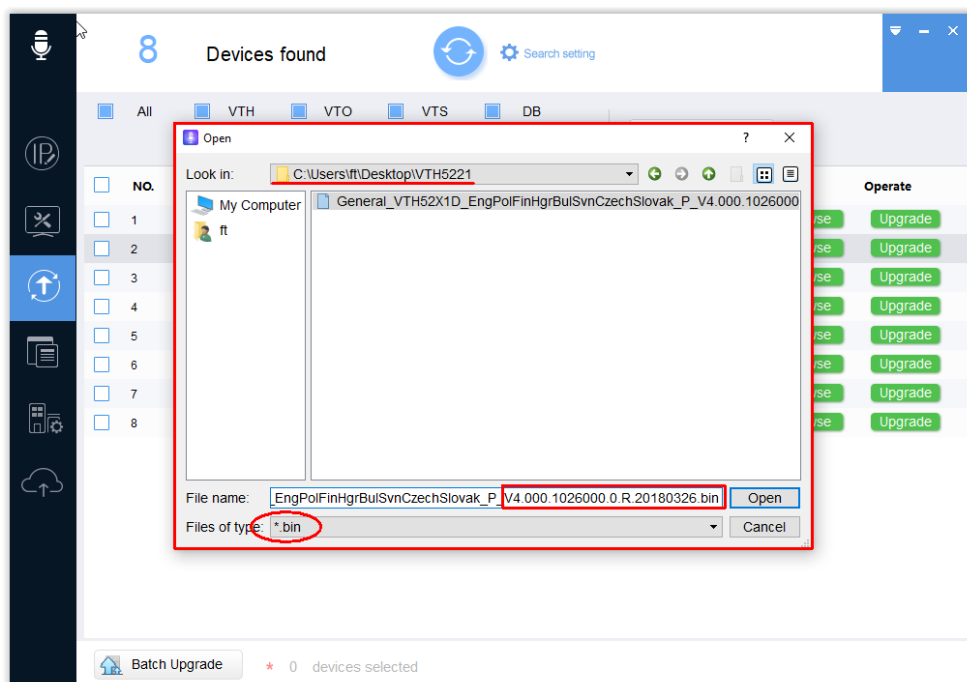 8 Devices found Search setting
All VTH VTO VTS DB
Open ?
Look in: C:\Users\ft\Desktop\VTH5221
NO. Operate
My Computer General_VTH52X1D_EngPolFinHgrBulSvnCzechSlovak_P_V4.000.1026000
ft
1 Upgrade
2 Upgrade
3 Upgrade
4 Upgrade
5 Upgrade
6 Upgrade
7 Upgrade
8 Upgrade
File name: _EngPolFinHgrBulSvnCzechSlovak_P_V4.000.1026000.0.R.20180326.bin Open
Files of type: *.bin Cancel
Batch Upgrade * 0 devices selected